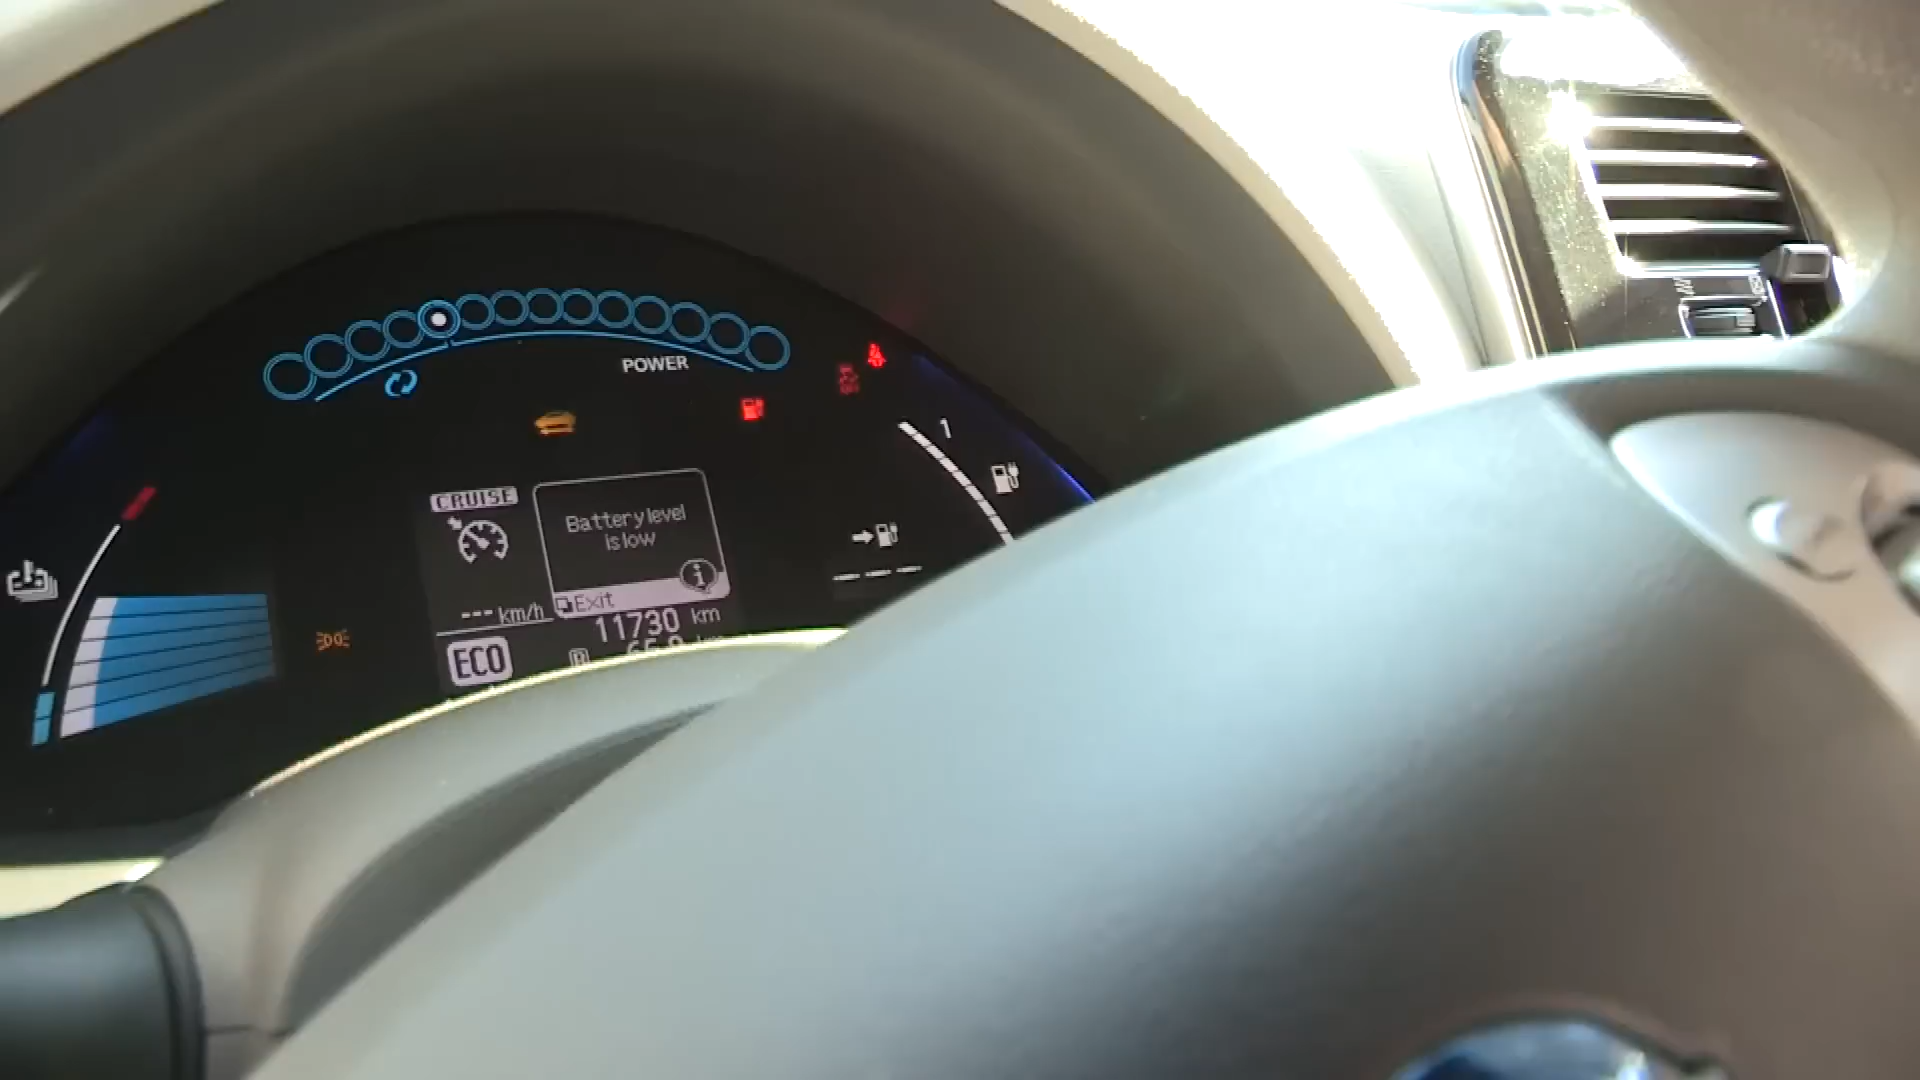 POWER
1
CRUISE
Battery level
is low
i
Exit
--- km/h
11730 km
ECO
---